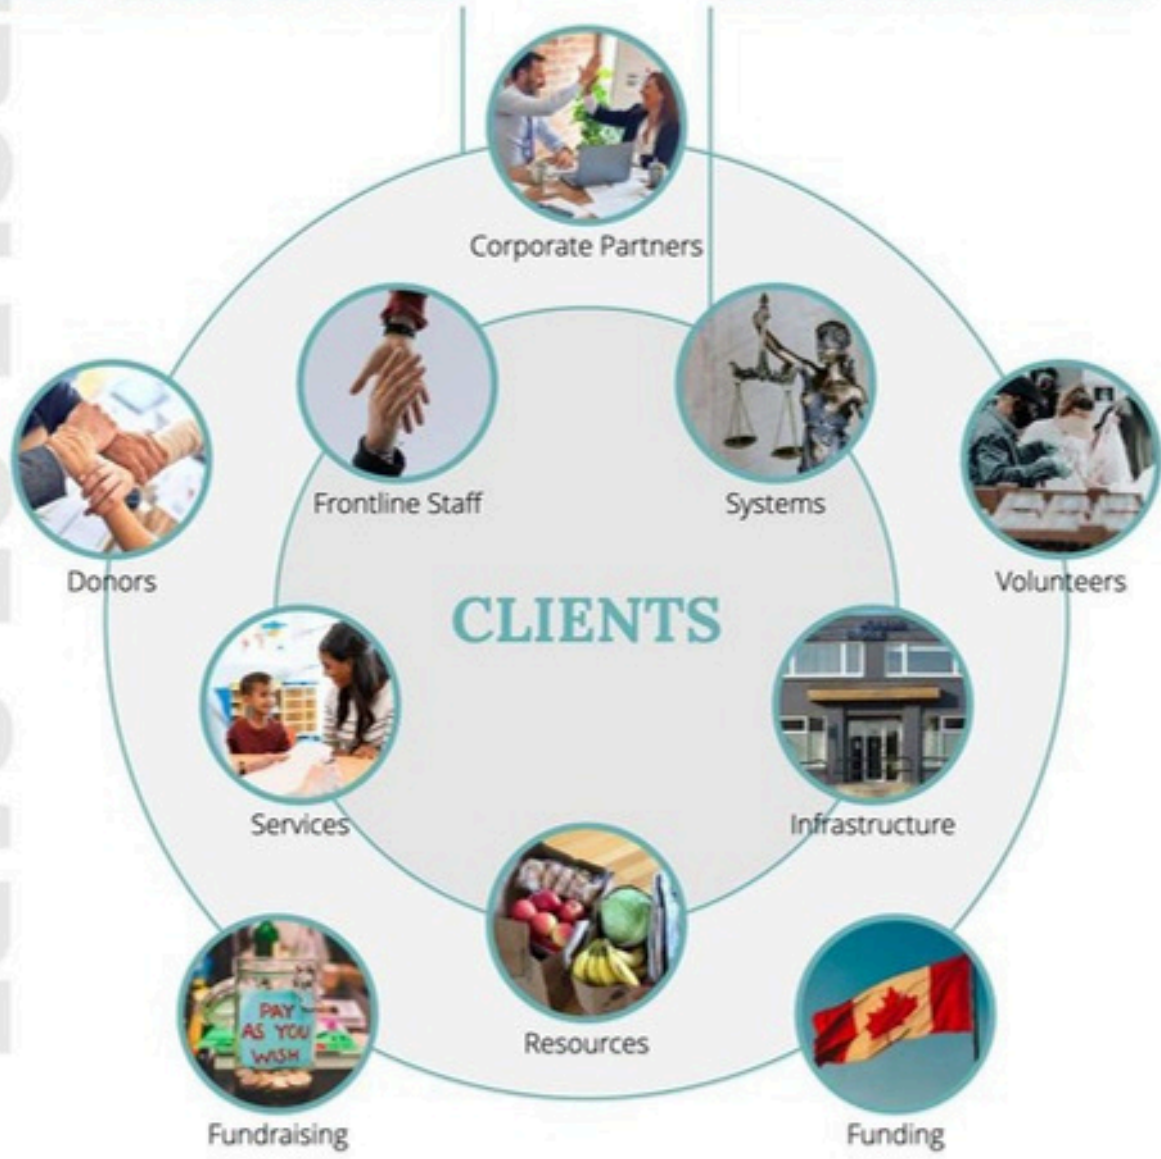 Corporate Partners
Frontline Staff
Systems
Donors
Volunteers
CLIENTS
Services
Infrastructure
PAY
AS YOU
WISH
Resources
Fundraising
Funding